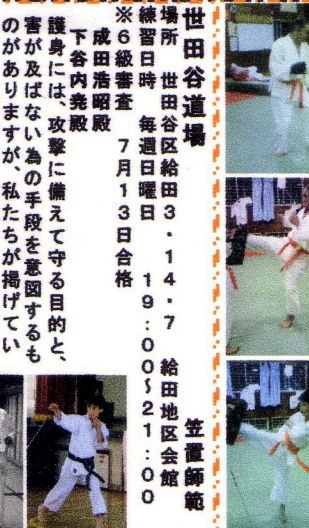 世田谷道場　笠置師範
場所　世田谷区給田3・14・7　給田地区会館
練習日時　毎週日曜日　19:00〜21:00
※6級審査　7月13日合格
成田浩昭殿
下谷内尭殿
護身には、攻撃に備えて守る目的と、
害が及ばない為の手段を意図するも
のがありますが、私たちが掲げてい